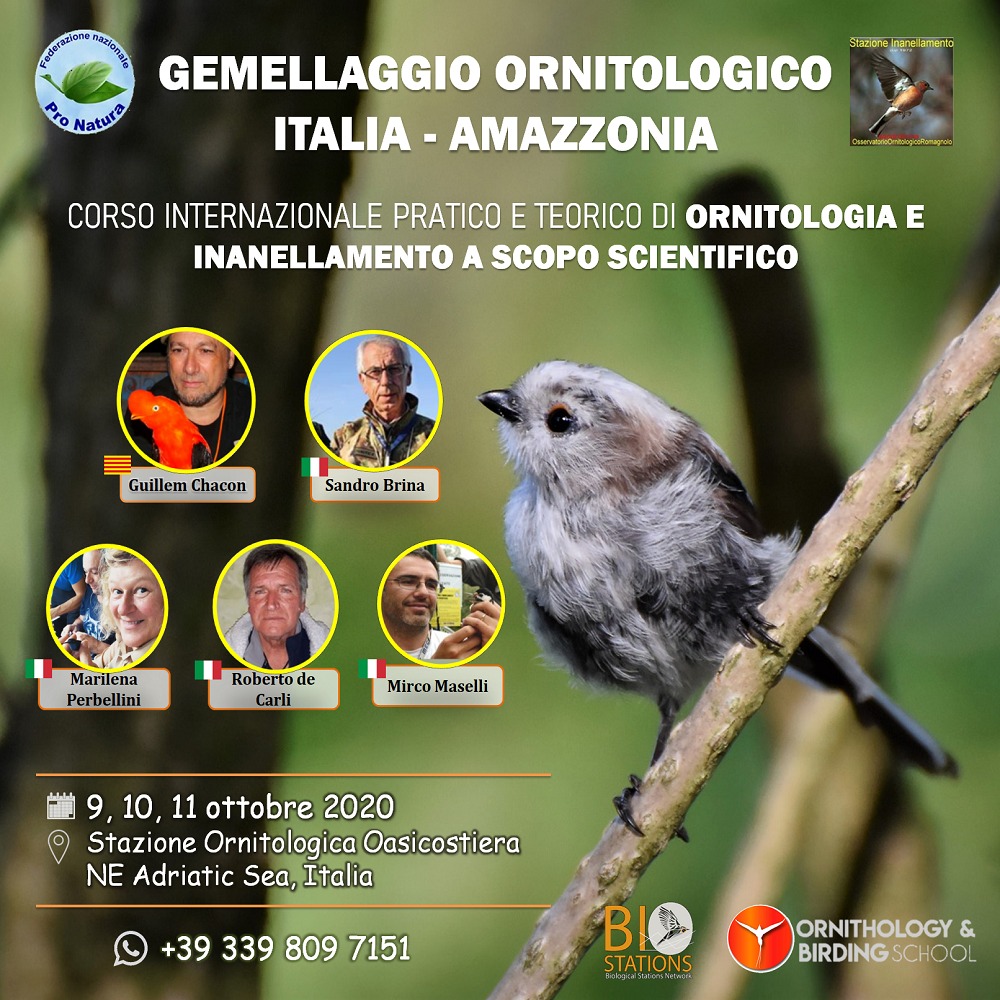 Federazione nazionale
Pro Natura
GEMELLAGGIO ORNITOLOGICO
ITALIA - AMAZZONIA
Stazione Inanellamento
OsservatorioOrnitologicoRomagnolo
CORSO INTERNAZIONALE PRATICO E TEORICO DI ORNITOLOGIA E
INANELLAMENTO A SCOPO SCIENTIFICO
Guillem Chacon
Sandro Brina
Marilena
Perbellini
Roberto de
Carli
Mirco Maselli
9, 10, 11 ottobre 2020
Stazione Ornitologica Oasicostiera
NE Adriatic Sea, Italia
+39 339 809 7151
BIO
STATIONS
Biological Stations Network
ORNITHOLOGY &
BIRDING SCHOOL